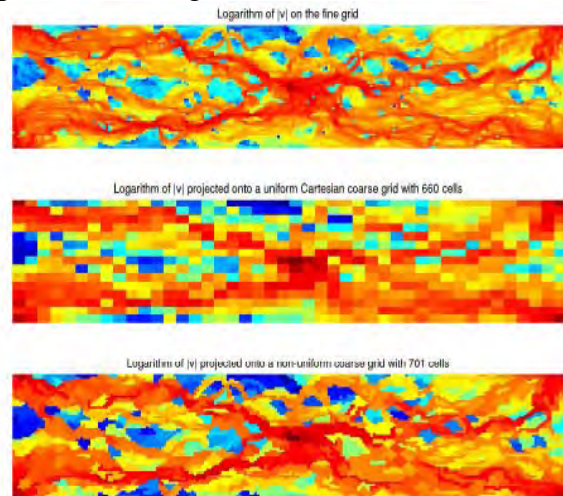 Logarithm of |v| on the fine grid
Logarithm of |v| projected onto a uniform Cartesian coarse grid with 660 cells
Logarithm of |v| projected onto a non-uniform coarse grid with 701 cells